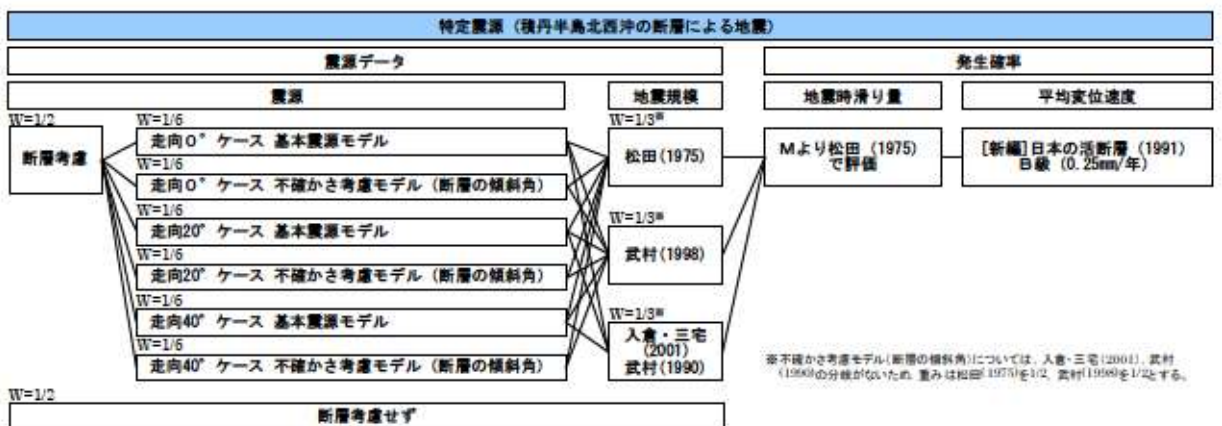 特定震源（積丹半島北西沖の断層による地震）
震源データ
発生確率
震源
地震規模
地震時滑り量
平均変位速度
W=1/2
断層考慮
W=1/6
走向0°ケース 基本震源モデル
W=1/6
走向0°ケース 不確かさ考慮モデル（断層の傾斜角）
W=1/6
走向20°ケース 基本震源モデル
W=1/6
走向20°ケース 不確かさ考慮モデル（断層の傾斜角）
W=1/6
走向40°ケース 基本震源モデル
W=1/6
走向40°ケース 不確かさ考慮モデル（断層の傾斜角）
W=1/3※
松田(1975)
W=1/3※
武村(1998)
W=1/3※
入倉・三宅
(2001)
武村(1990)
Mより松田（1975）
で評価
[新編]日本の活断層（1991）
B級（0.25mm/年）
※不確かさ考慮モデル(断層の傾斜角)については，入倉・三宅(2001)，武村
(1990)の分岐がないため，重みは松田(1975)を1/2，武村(1998)を1/2とする。
W=1/2
断層考慮せず